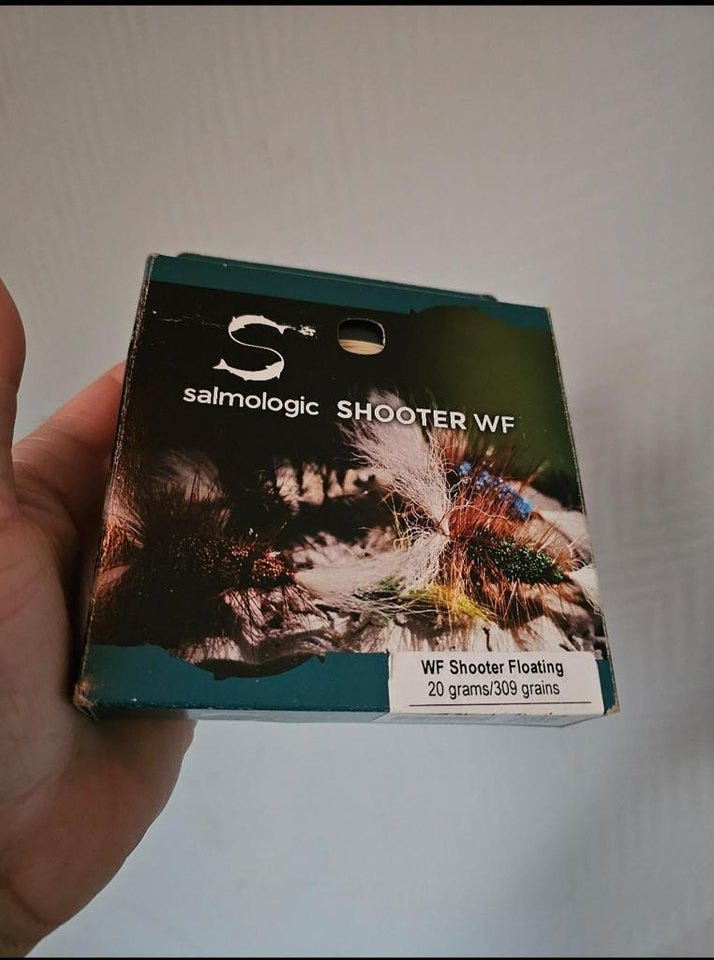 salmologic SHOOTER WF
WF Shooter Floating
20 grams/309 grains